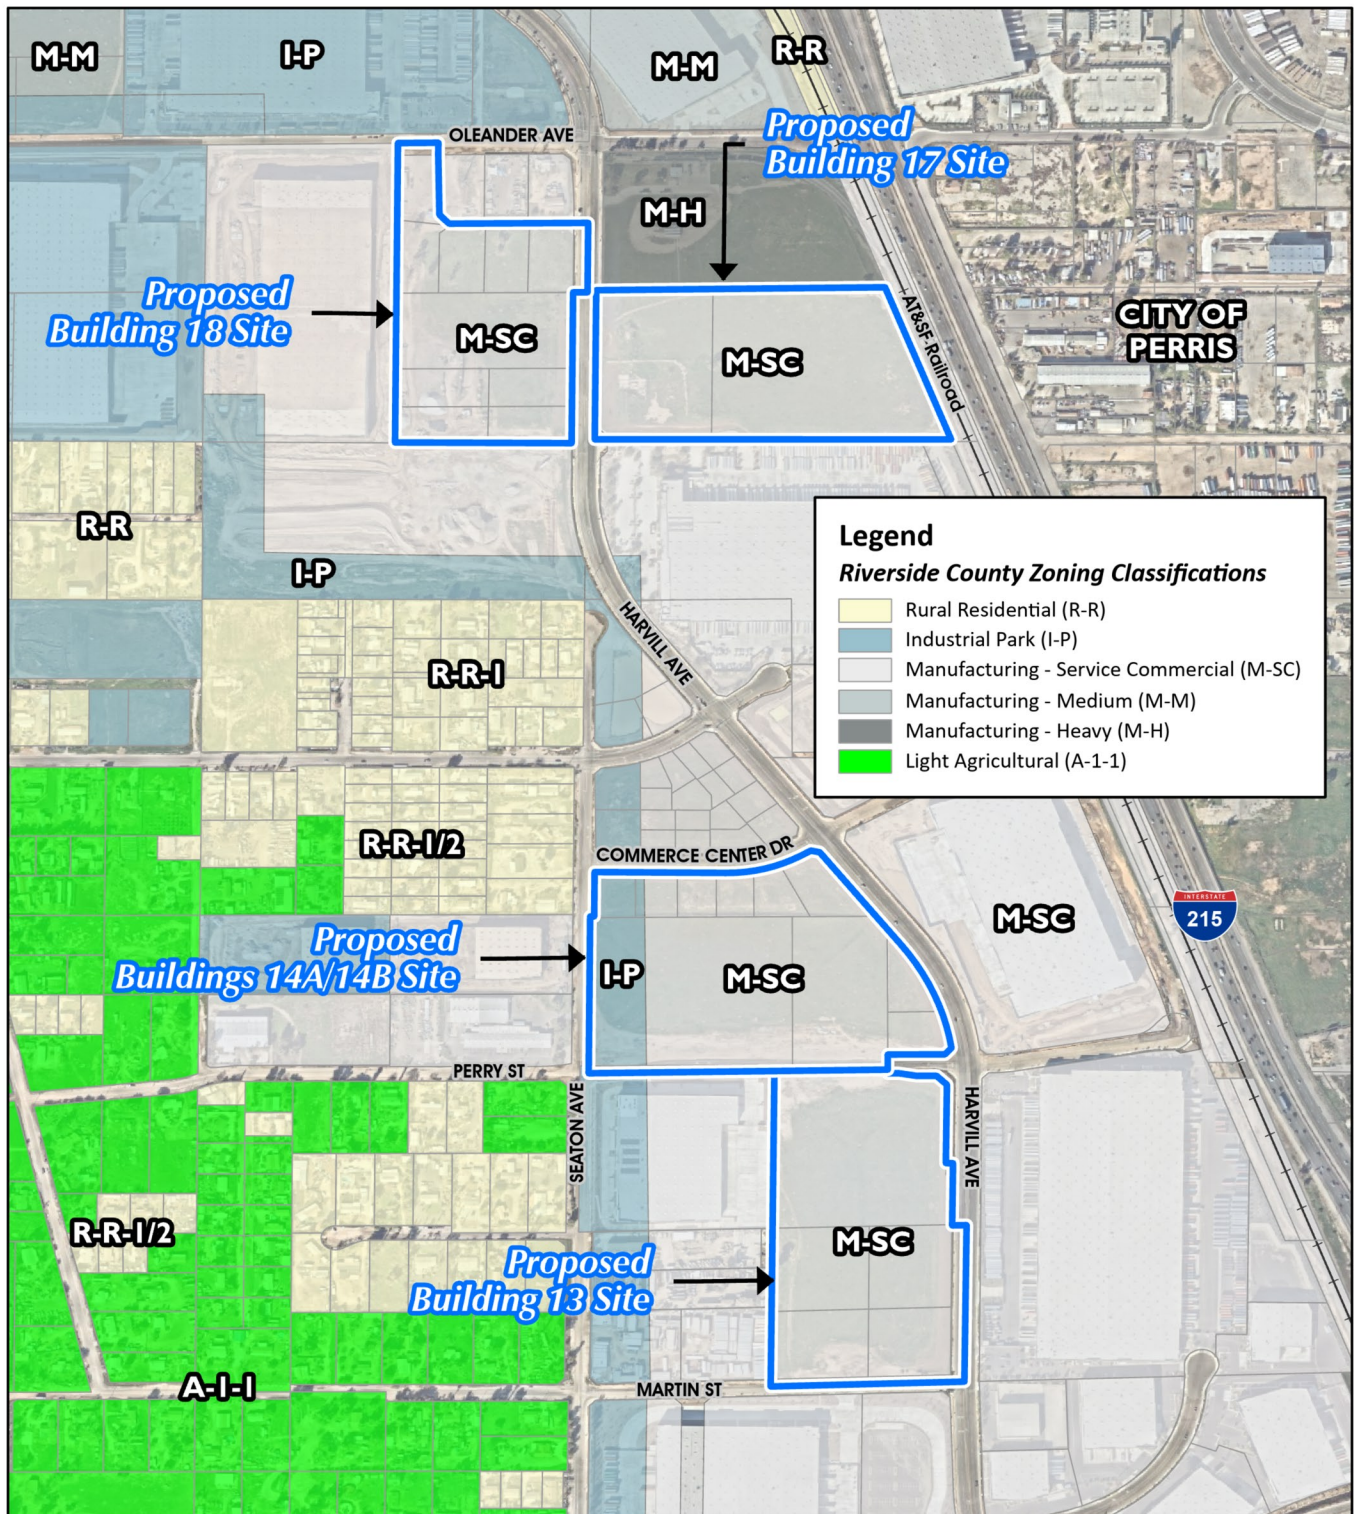 M-M
I-P
M-M
R-R
OLEANDER AVE
Proposed
Building 17 Site
M-H
Proposed
Building 18 Site
M-SC
M-SC
AT&SF Railroad
CITY OF
PERRIS
R-R
I-P
Legend
Riverside County Zoning Classifications
Rural Residential (R-R)
Industrial Park (I-P)
Manufacturing - Service Commercial (M-SC)
Manufacturing - Medium (M-M)
Manufacturing - Heavy (M-H)
Light Agricultural (A-1-1)
HARVILL AVE
R-R-1
R-R-1/2
COMMERCE CENTER DR
M-SC
INTERSTATE
215
Proposed
Buildings 14A/14B Site
I-P
M-SC
PERRY ST
SEATON AVE
HARVILL AVE
R-R-1/2
M-SC
Proposed
Building 13 Site
A-1-1
MARTIN ST